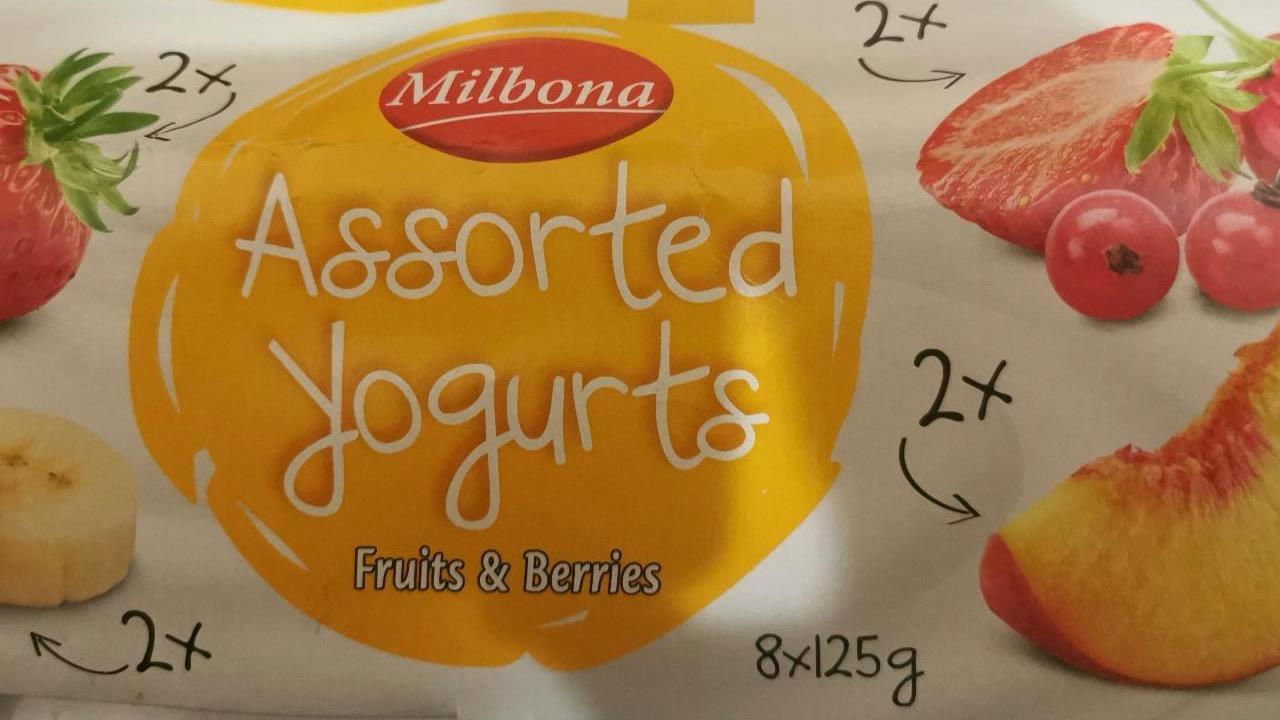 2x
2x
Milbona
Assorted
Yogurts
Fruits & Berries
2x
2x
8x125g